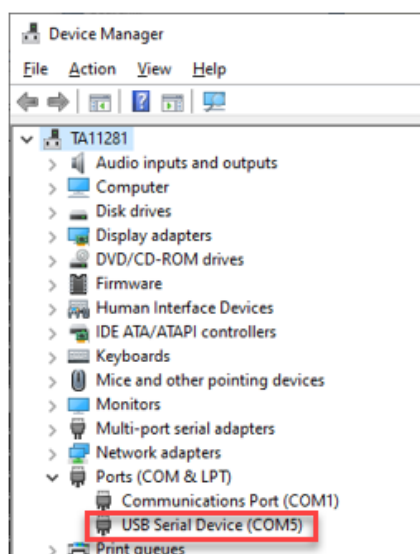 Device Manager
File Action View Help
TA11281
Audio inputs and outputs
Computer
Disk drives
Display adapters
DVD/CD-ROM drives
Firmware
Human Interface Devices
IDE ATA/ATAPI controllers
Keyboards
Mice and other pointing devices
Monitors
Multi-port serial adapters
Network adapters
Ports (COM & LPT)
Communications Port (COM1)
USB Serial Device (COM5)
Print queues